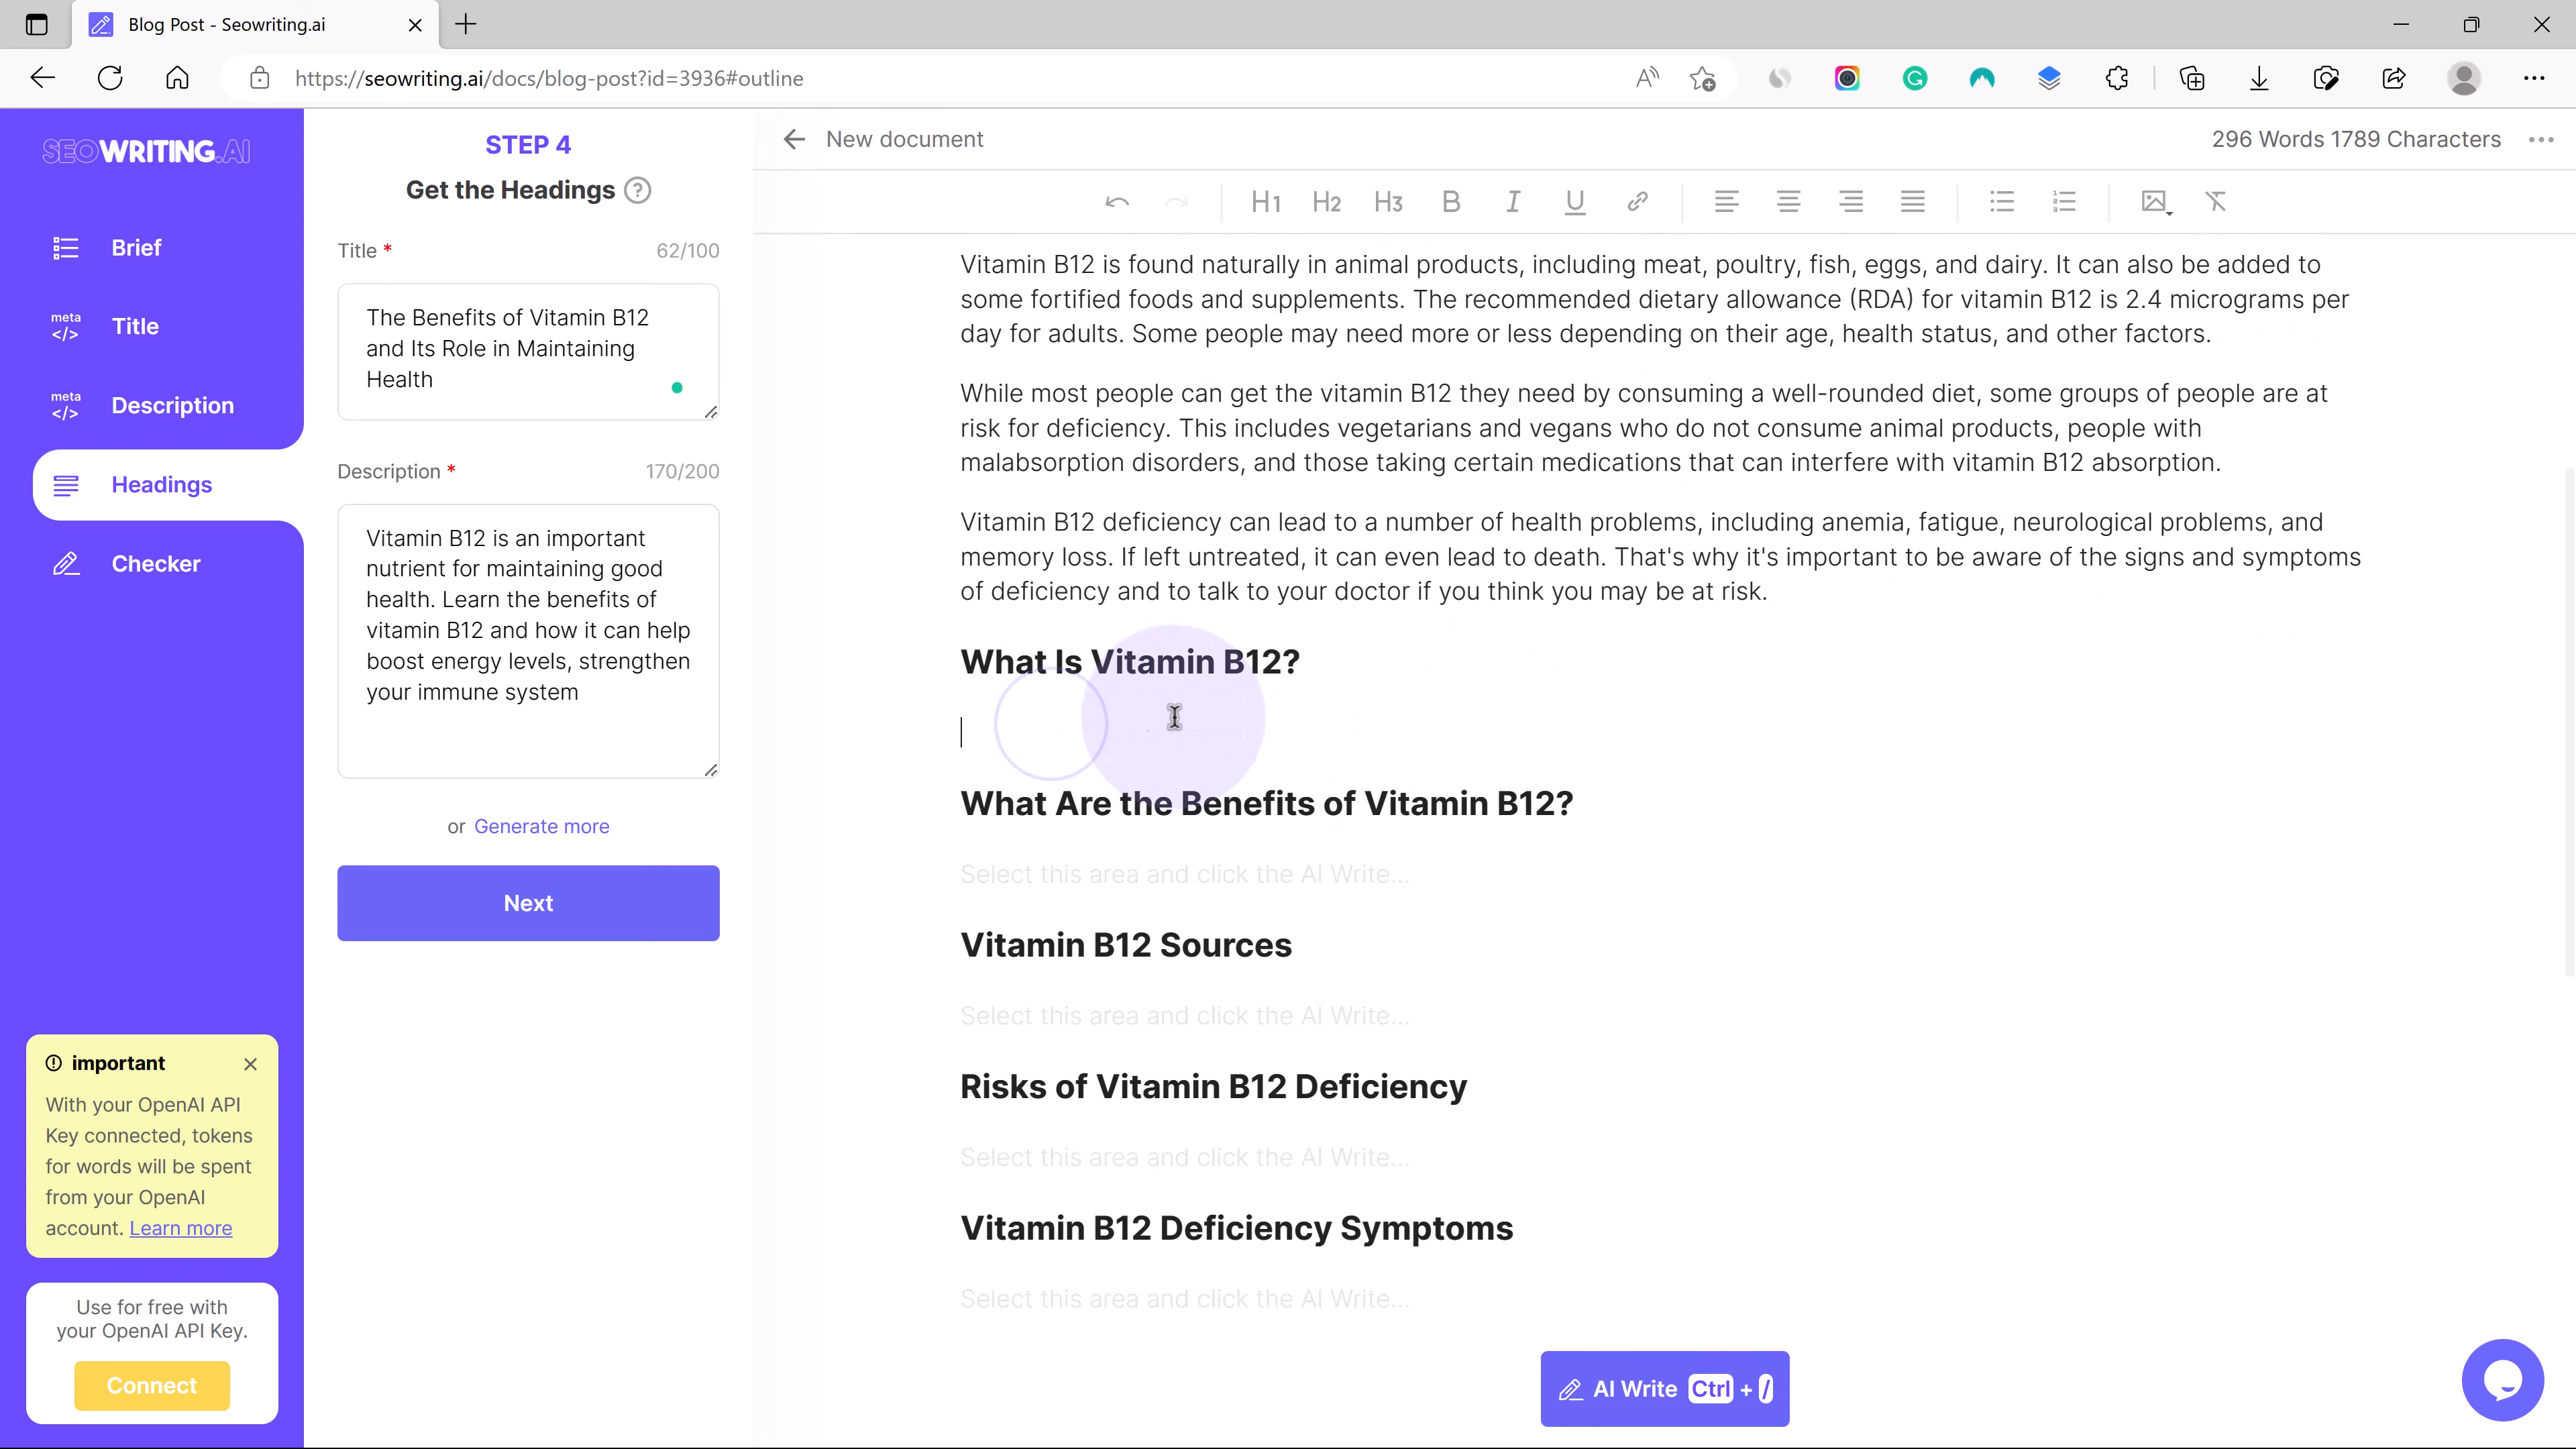 Blog Post - Seowriting.ai
https://seowriting.ai/docs/blog-post?id=3936#outline
SEOWRITING.AI
Brief
meta
</>
Title
meta
</>
Description
Headings
Checker
important
With your OpenAI API
Key connected, tokens
for words will be spent
from your OpenAI
account. Learn more
Use for free with
your OpenAI API Key.
Connect
STEP 4
Get the Headings ?
Title * 62/100
The Benefits of Vitamin B12
and Its Role in Maintaining
Health
Description * 170/200
Vitamin B12 is an important
nutrient for maintaining good
health. Learn the benefits of
vitamin B12 and how it can help
boost energy levels, strengthen
your immune system
or Generate more
Next
New document
296 Words 1789 Characters
H1 H2 H3 B I U
Vitamin B12 is found naturally in animal products, including meat, poultry, fish, eggs, and dairy. It can also be added to
some fortified foods and supplements. The recommended dietary allowance (RDA) for vitamin B12 is 2.4 micrograms per
day for adults. Some people may need more or less depending on their age, health status, and other factors.
While most people can get the vitamin B12 they need by consuming a well-rounded diet, some groups of people are at
risk for deficiency. This includes vegetarians and vegans who do not consume animal products, people with
malabsorption disorders, and those taking certain medications that can interfere with vitamin B12 absorption.
Vitamin B12 deficiency can lead to a number of health problems, including anemia, fatigue, neurological problems, and
memory loss. If left untreated, it can even lead to death. That's why it's important to be aware of the signs and symptoms
of deficiency and to talk to your doctor if you think you may be at risk.
What Is Vitamin B12?
What Are the Benefits of Vitamin B12?
Select this area and click the AI Write...
Vitamin B12 Sources
Select this area and click the AI Write...
Risks of Vitamin B12 Deficiency
Select this area and click the AI Write...
Vitamin B12 Deficiency Symptoms
Select this area and click the AI Write...
AI Write Ctrl + /